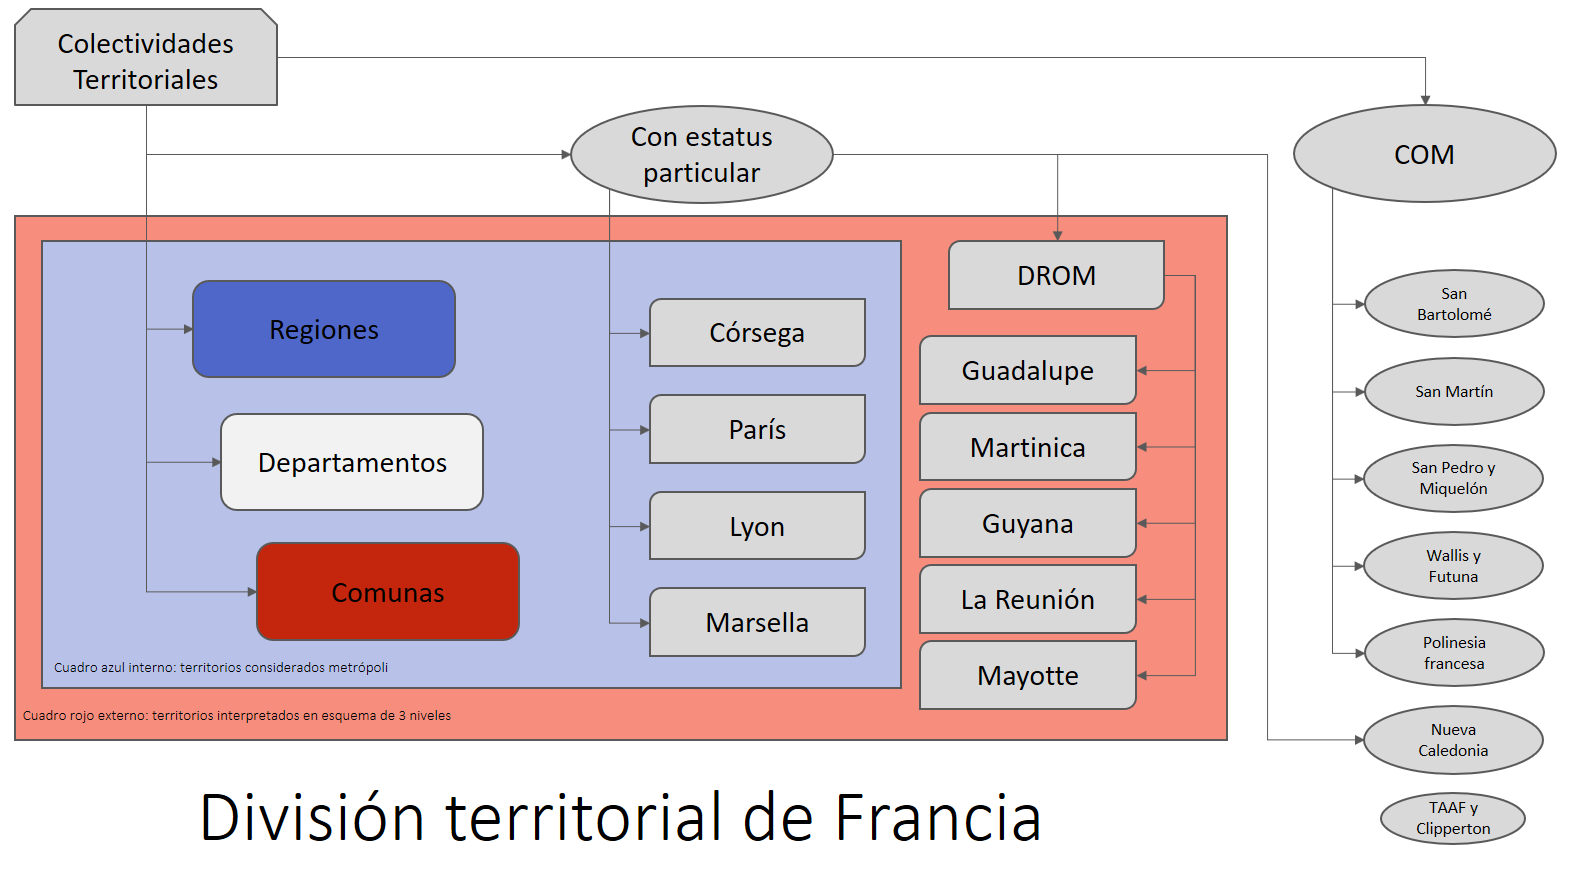 Colectividades
Territoriales
Con estatus
particular
COM
Regiones
Departamentos
Comunas
Córsega
París
Lyon
Marsella
DROM
Guadalupe
Martinica
Guyana
La Reunión
Mayotte
San
Bartolomé
San Martín
San Pedro y
Miquelón
Wallis y
Futuna
Polinesia
francesa
Nueva
Caledonia
TAAF y
Clipperton
Cuadro azul interno: territorios considerados metrópoli
Cuadro rojo externo: territorios interpretados en esquema de 3 niveles
División territorial de Francia